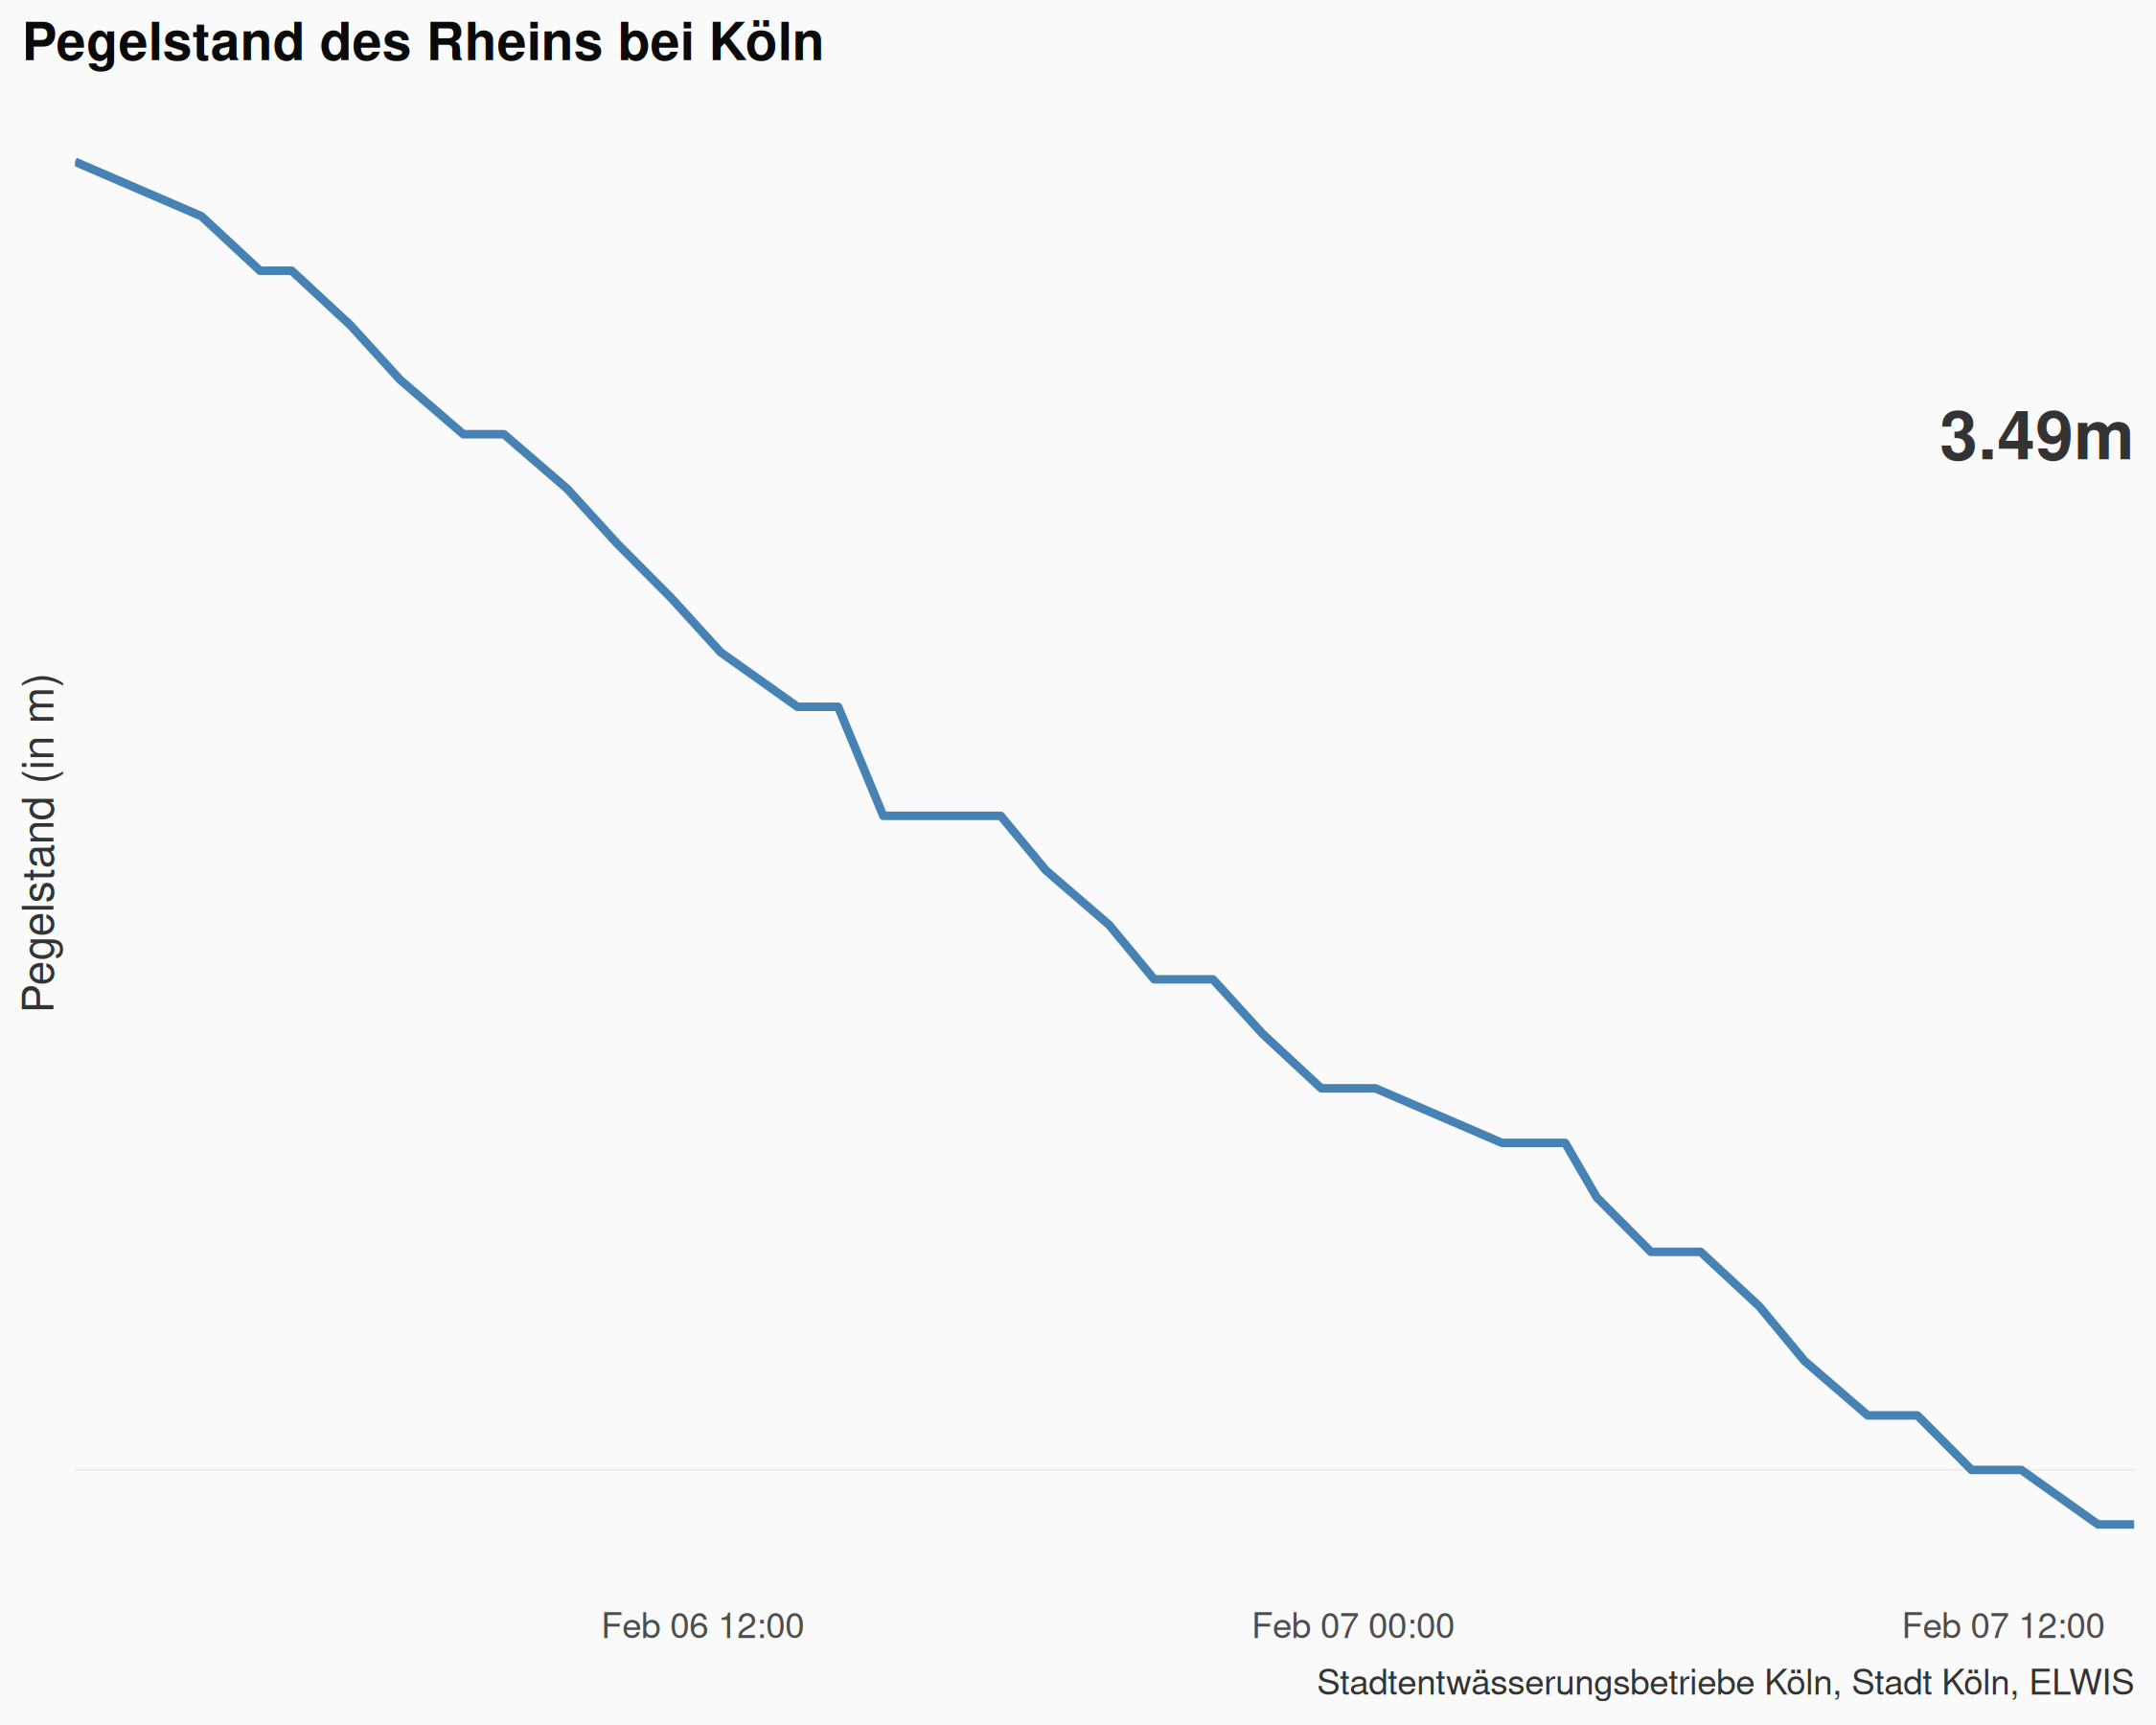 Pegelstand des Rheins bei Köln
3.49m
Pegelstand (in m)
Feb 06 12:00
Feb 07 00:00
Feb 07 12:00
Stadtentwässerungsbetriebe Köln, Stadt Köln, ELWIS